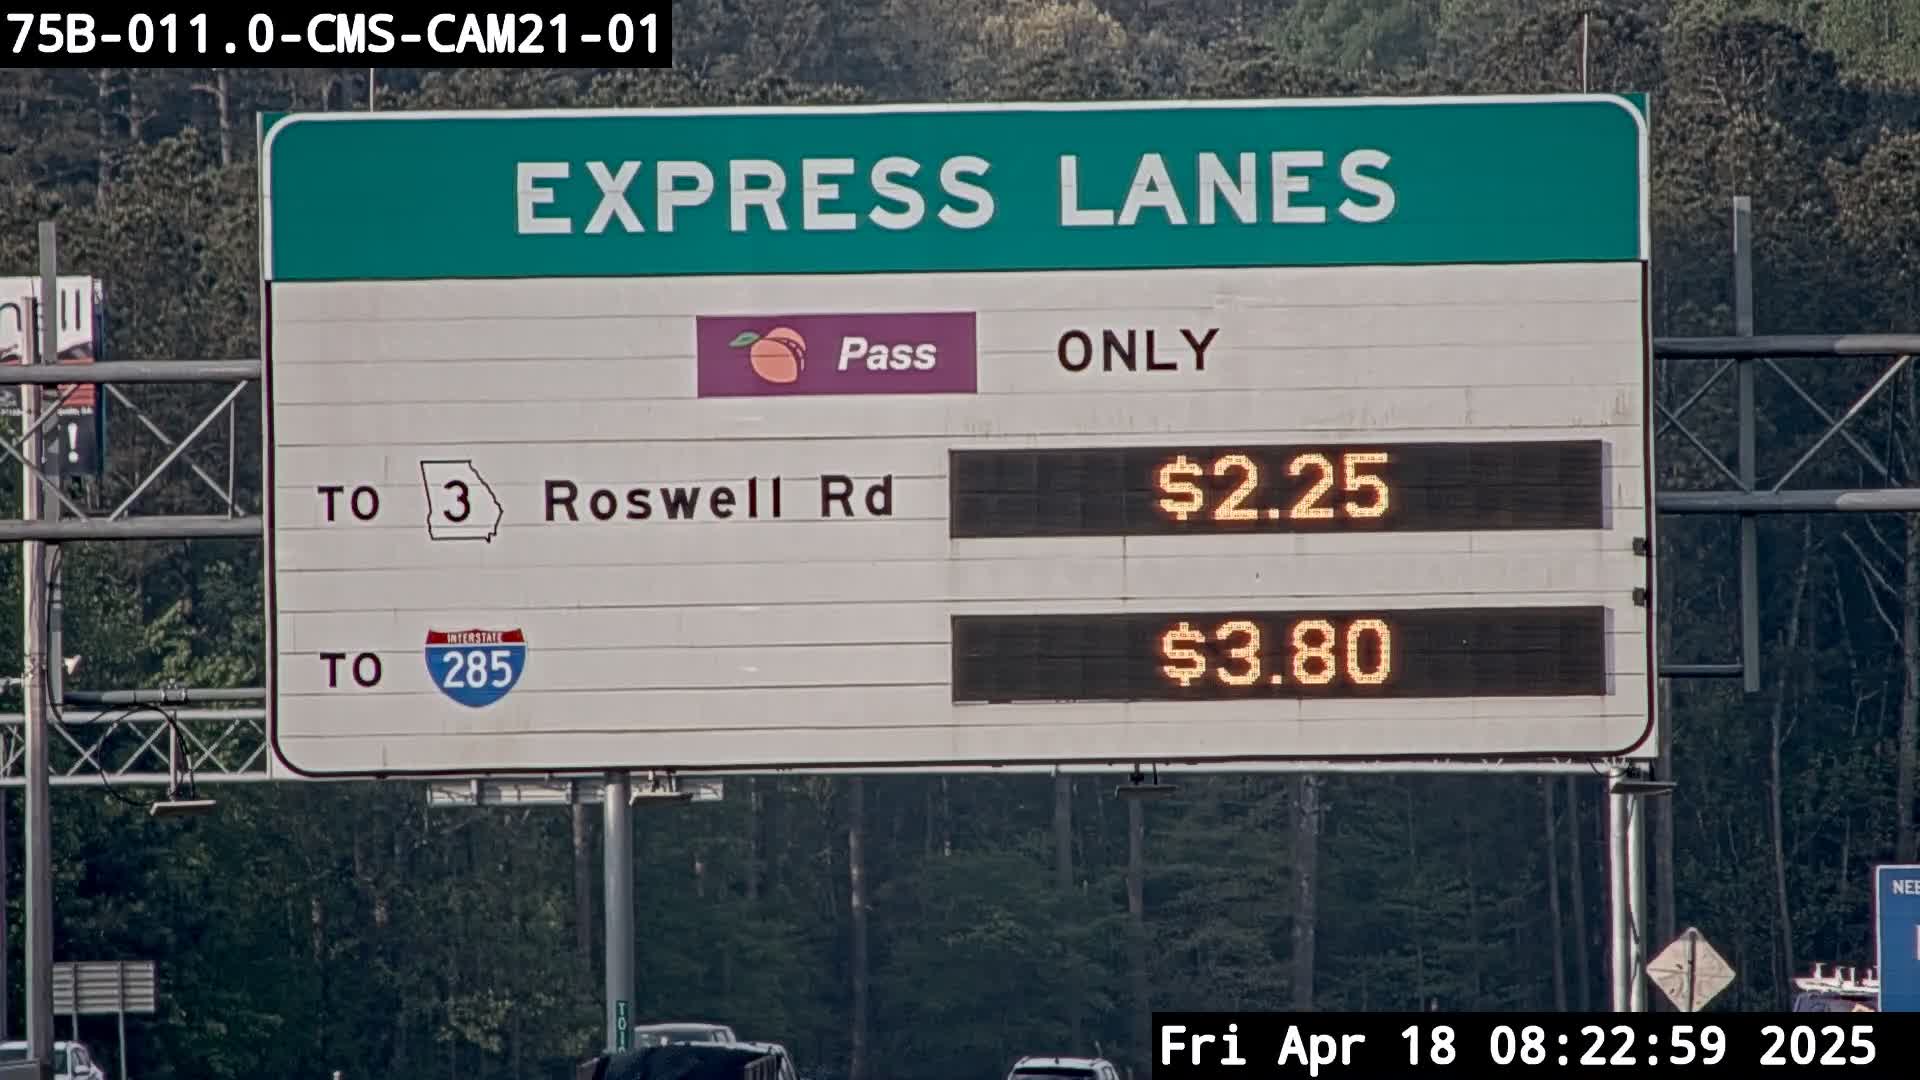 75B-011.0-CMS-CAM21-01
EXPRESS LANES
Pass ONLY
TO 3 Roswell Rd $2.25
TO INTERSTATE 285 $3.80
Fri Apr 18 08:22:59 2025